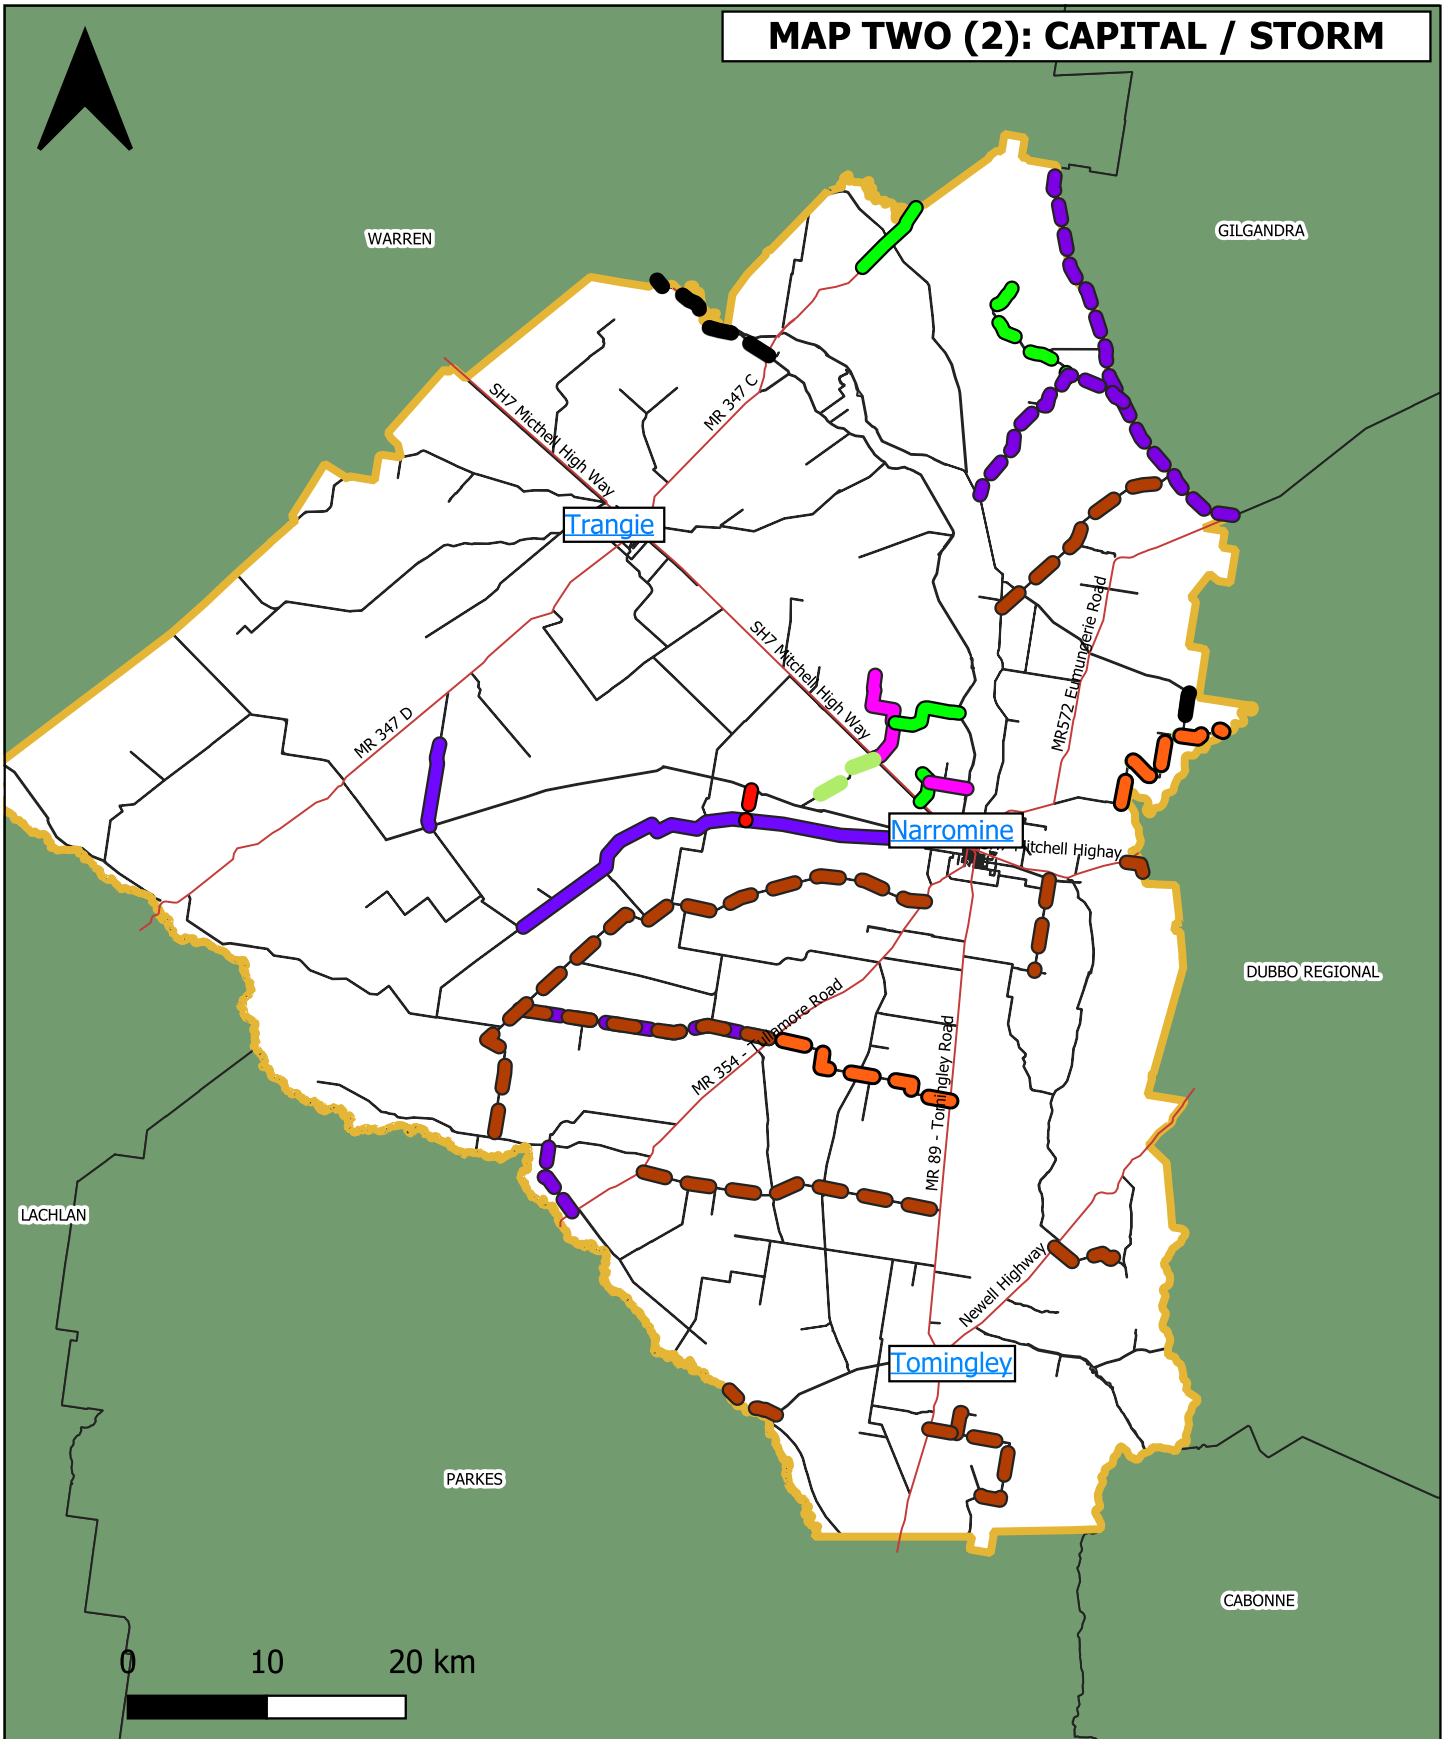 MAP TWO (2): CAPITAL / STORM
WARREN
GILGANDRA
SH7 Micthell High Way
MR 347 C
Trangie
SH7 Mitchell High Way
MR572 Eumungerie Road
MR 347 D
Narromine
Mitchell Highay
DUBBO REGIONAL
MR 354 - Tullamore Road
MR 89 - Tomingley Road
LACHLAN
Newell Highway
Tomingley
PARKES
CABONNE
0 10 20 km